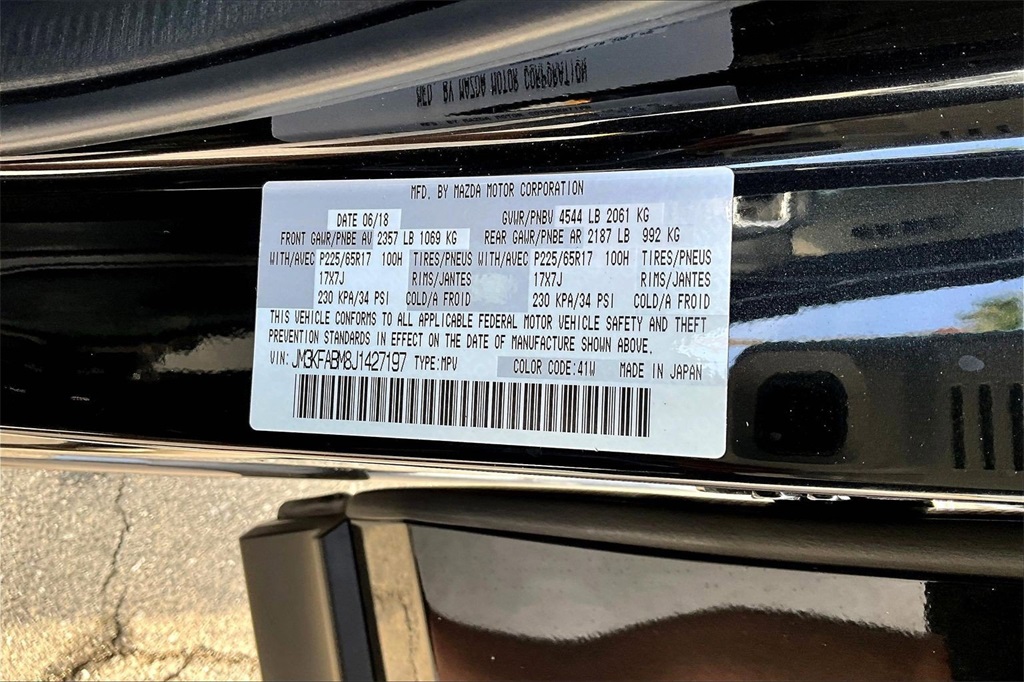 MFD. BY MAZDA MOTOR CORPORATION
DATE 06/18 GVWR/PNBV 4544 LB 2061 KG
FRONT GAWR/PNBE AV 2357 LB 1069 KG REAR GAWR/PNBE AR 2187 LB 992 KG
WITH/AVEC P225/65R17 100H TIRES/PNEUS WITH/AVEC P225/65R17 100H TIRES/PNEUS
17X7J RIMS/JANTES 17X7J RIMS/JANTES
230 KPA/34 PSI COLD/A FROID 230 KPA/34 PSI COLD/A FROID
THIS VEHICLE CONFORMS TO ALL APPLICABLE FEDERAL MOTOR VEHICLE SAFETY AND THEFT
PREVENTION STANDARDS IN EFFECT ON THE DATE OF MANUFACTURE SHOWN ABOVE.
VIN: JM3KFABM8J1427197 TYPE:MPV COLOR CODE:41W MADE IN JAPAN